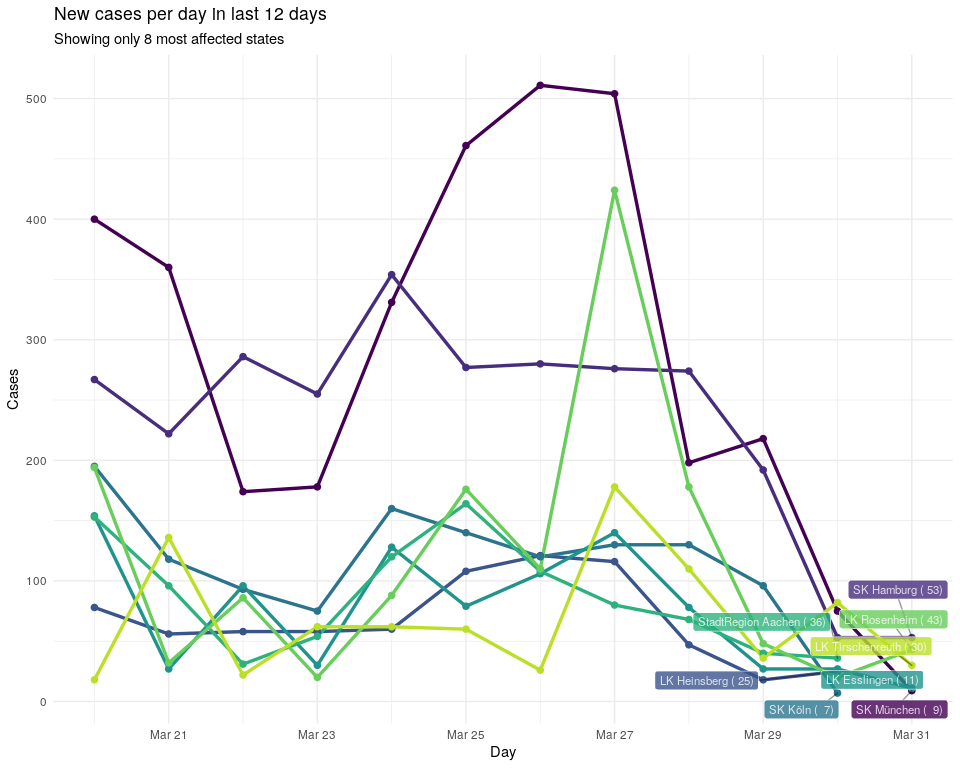 New cases per day in last 12 days
Showing only 8 most affected states
500
400
300
200
100
0
Cases
SK Hamburg ( 53)
StadtRegion Aachen ( 36)
LK Rosenheim ( 43)
LK Tirschenreuth ( 30)
LK Heinsberg ( 25)
LK Esslingen ( 11)
SK Köln (  7)
SK München (  9)
Mar 21
Mar 23
Mar 25
Mar 27
Mar 29
Mar 31
Day